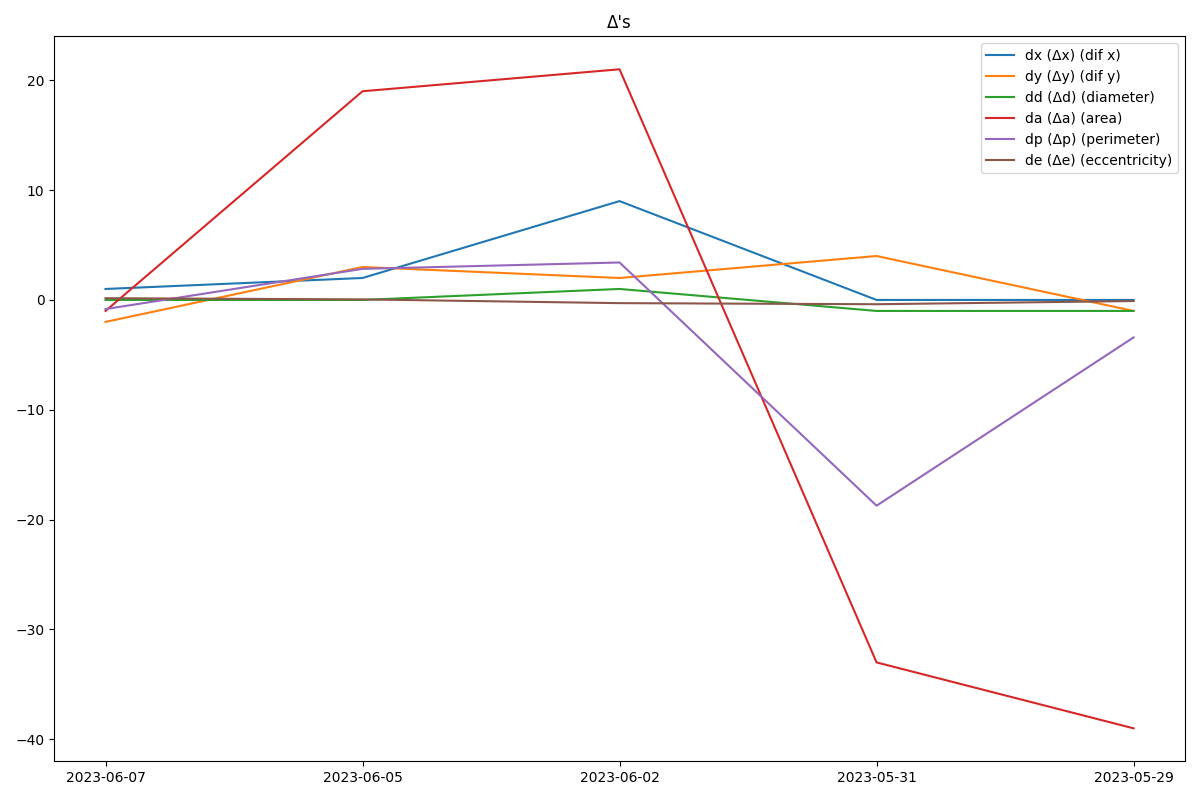 Δ's
dx (Δx) (dif x)
dy (Δy) (dif y)
dd (Δd) (diameter)
da (Δa) (area)
dp (Δp) (perimeter)
de (Δe) (eccentricity)
20
10
0
−10
−20
−30
−40
2023-06-07 2023-06-05 2023-06-02 2023-05-31 2023-05-29